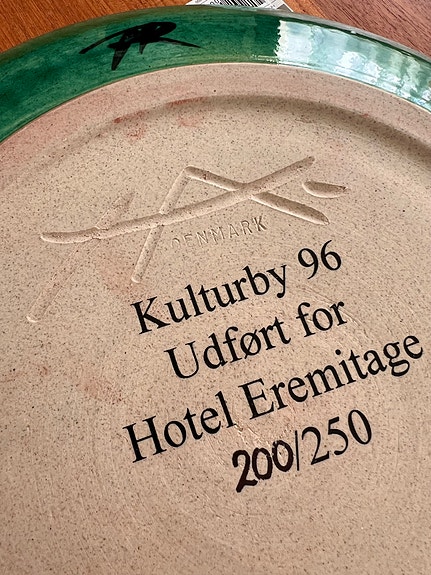 DENMARK
Kulturby 96
Udført for
Hotel Eremitage
200/250